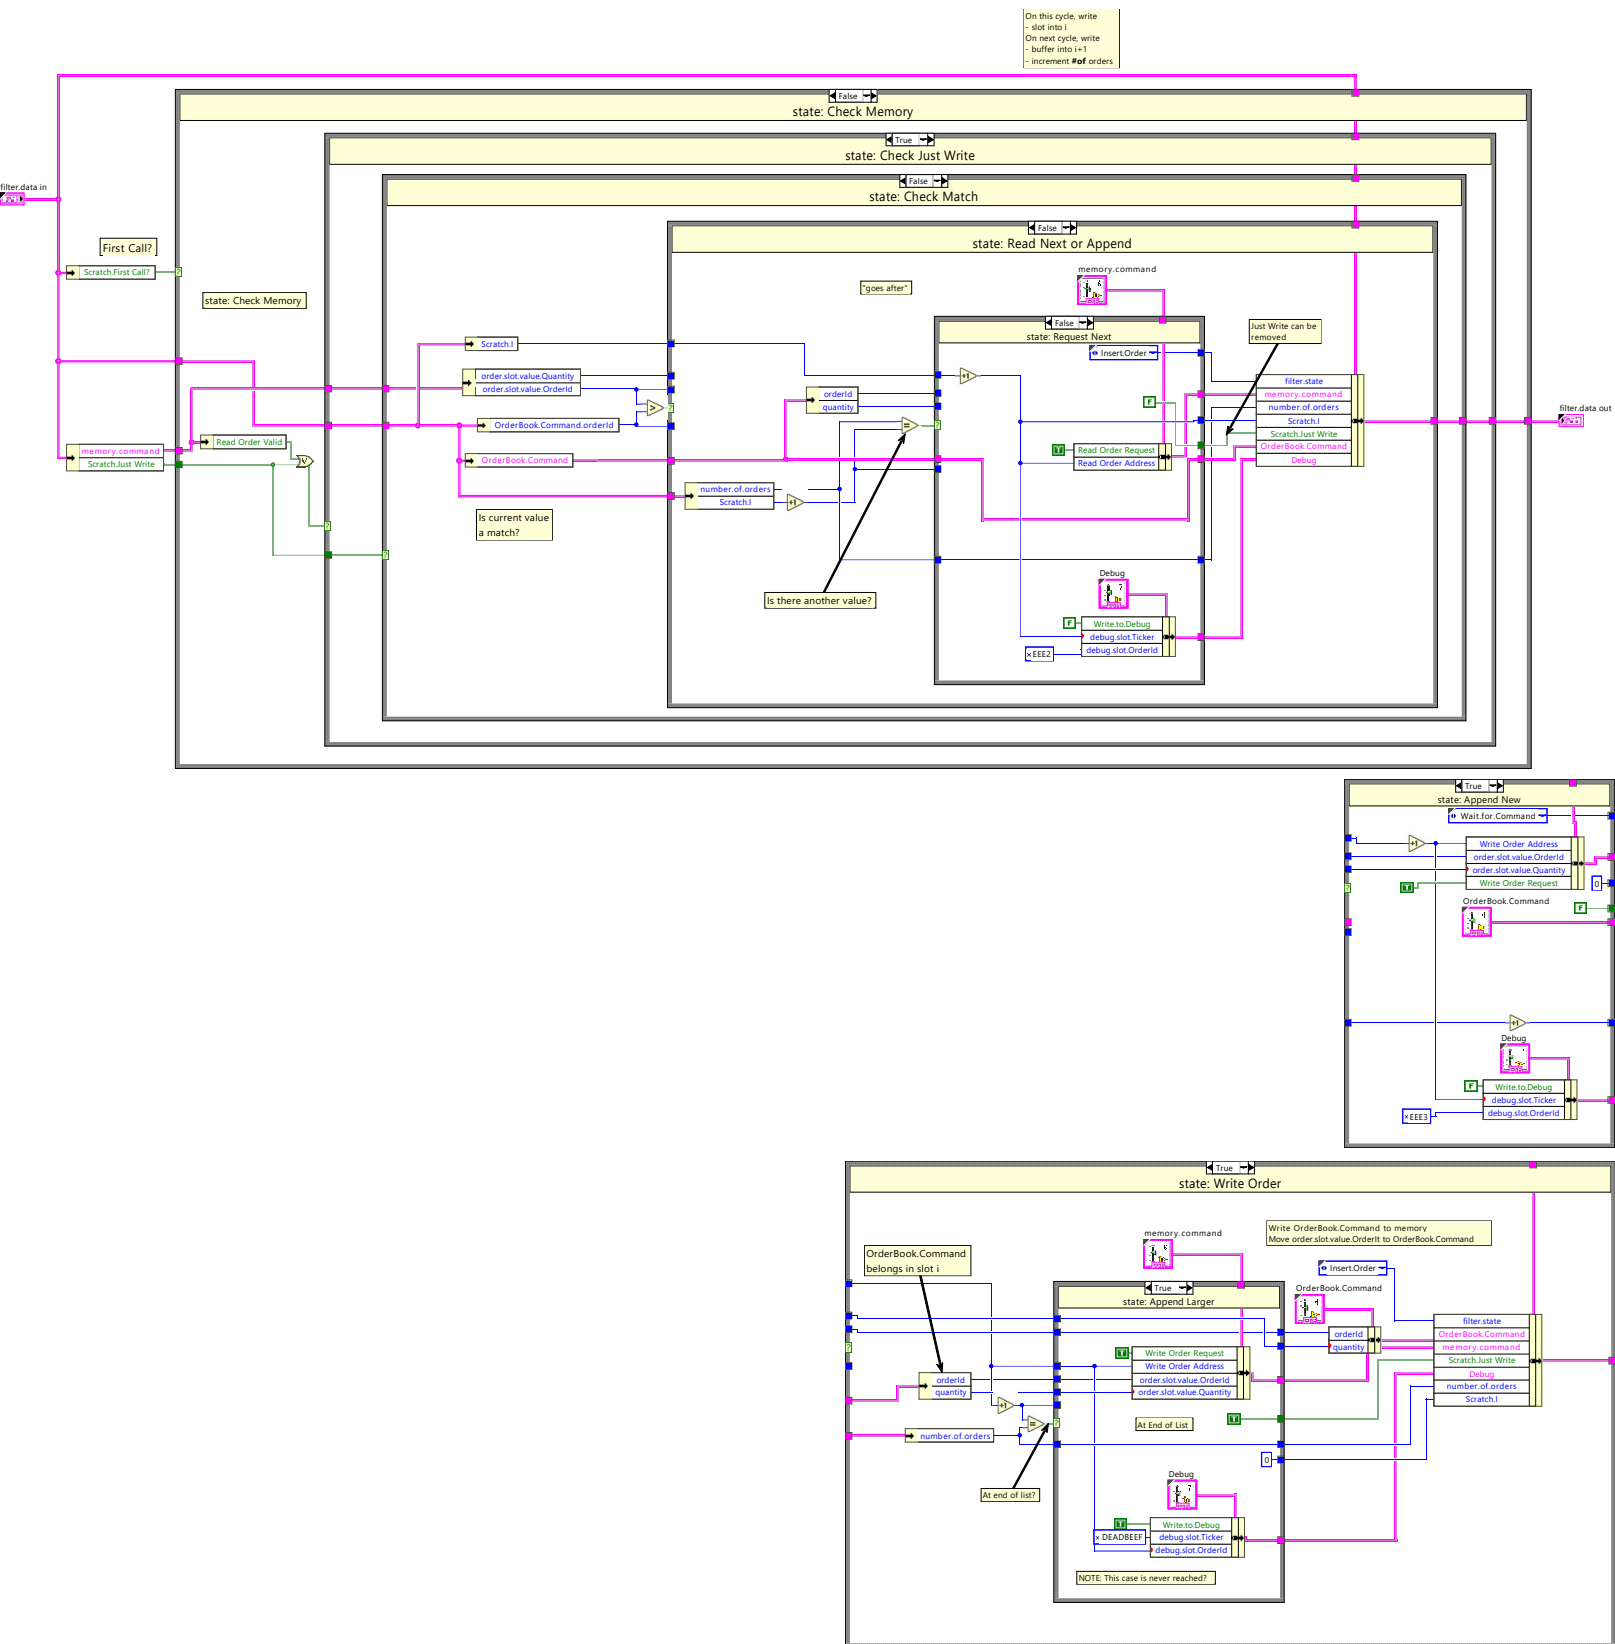 On this cycle, write
- slot into i
On next cycle, write
- buffer into i+1
- increment #of orders
False
state: Check Memory
True
state: Check Just Write
False
state: Check Match
False
state: Read Next or Append
filter.data in
First Call?
Scratch.First Call?
state: Check Memory
memory.command
Scratch.Just Write
Read Order Valid
V
Scratch.I
order.slot.value.Quantity
order.slot.value.OrderId
>
OrderBook.Command.orderId
OrderBook.Command
number.of.orders
Scratch.I
+1
Is current value
a match?
"goes after"
orderId
quantity
=
Is there another value?
memory.command
False
state: Request Next
Insert.Order
+1
F
T
Read Order Request
Read Order Address
Debug
F
Write.to.Debug
debug.slot.Ticker
debug.slot.OrderId
×EEE2
Just Write can be
removed
filter.state
memory.command
number.of.orders
Scratch.I
Scratch.Just Write
OrderBook.Command
Debug
filter.data out
True
state: Append New
Wait.for.Command
+1
Write Order Address
order.slot.value.OrderId
order.slot.value.Quantity
Write Order Request
T
0
OrderBook.Command
F
+1
Debug
F
Write.to.Debug
debug.slot.Ticker
debug.slot.OrderId
×EEE3
True
state: Write Order
Write OrderBook.Command to memory
Move order.slot.value.OrderIt to OrderBook.Command
OrderBook.Command
belongs in slot i
memory.command
Insert.Order
OrderBook.Command
True
state: Append Larger
orderId
quantity
T
Write Order Request
Write Order Address
order.slot.value.OrderId
order.slot.value.Quantity
orderId
quantity
+1
=
number.of.orders
At End of List
T
0
At end of list?
Debug
T
Write.to.Debug
debug.slot.Ticker
debug.slot.OrderId
× DEADBEEF
NOTE: This case is never reached?
filter.state
OrderBook.Command
memory.command
Scratch.Just Write
Debug
number.of.orders
Scratch.I